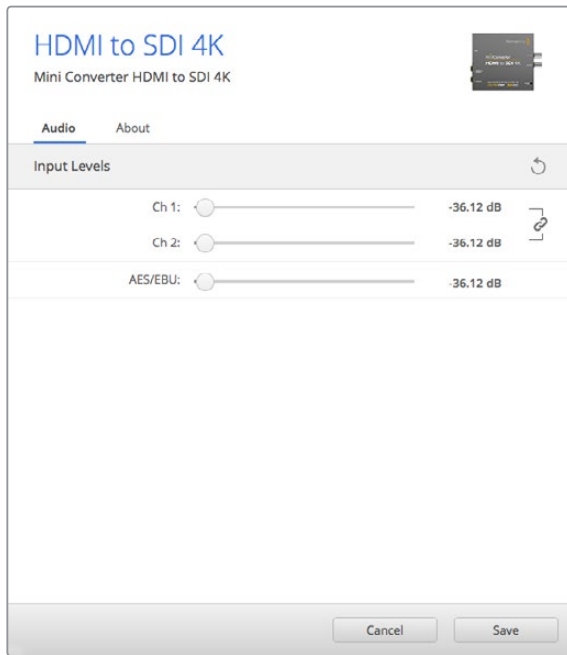 HDMI to SDI 4K
Mini Converter HDMI to SDI 4K
Audio About
Input Levels
Ch 1: -36.12 dB
Ch 2: -36.12 dB
AES/EBU: -36.12 dB
Cancel Save